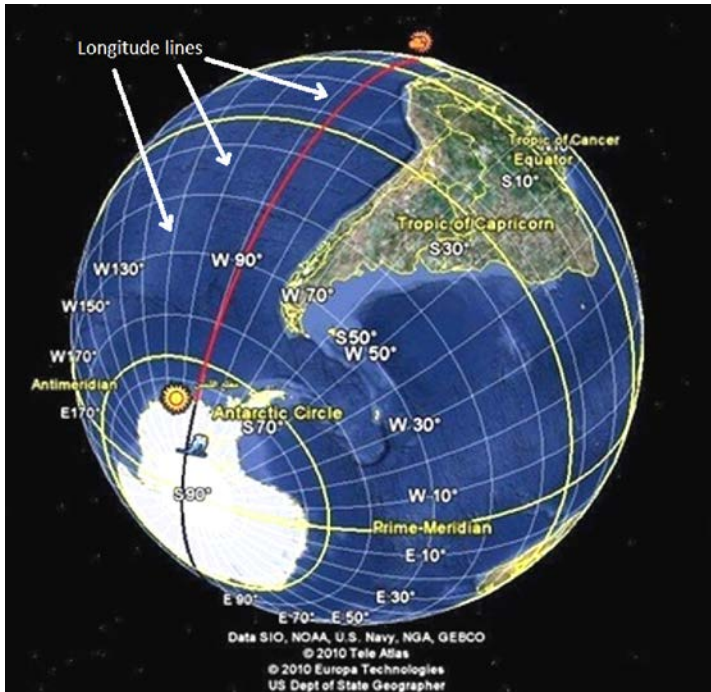 Longitude lines
Tropic of Cancer
Equator
S10°
Tropic of Capricorn
S30°
W 90°
W130°
W 70°
W150°
S50°
W 50°
W170°
Antimeridian
E170°
Antarctic Circle
S70°
W 30°
S90°
W 10°
Prime-Meridian
E 10°
E 30°
E 90°
E 70°
E 50°
Data SIO, NOAA, U.S. Navy, NGA, GEBCO
© 2010 Tele Atlas
© 2010 Europa Technologies
US Dept of State Geographer